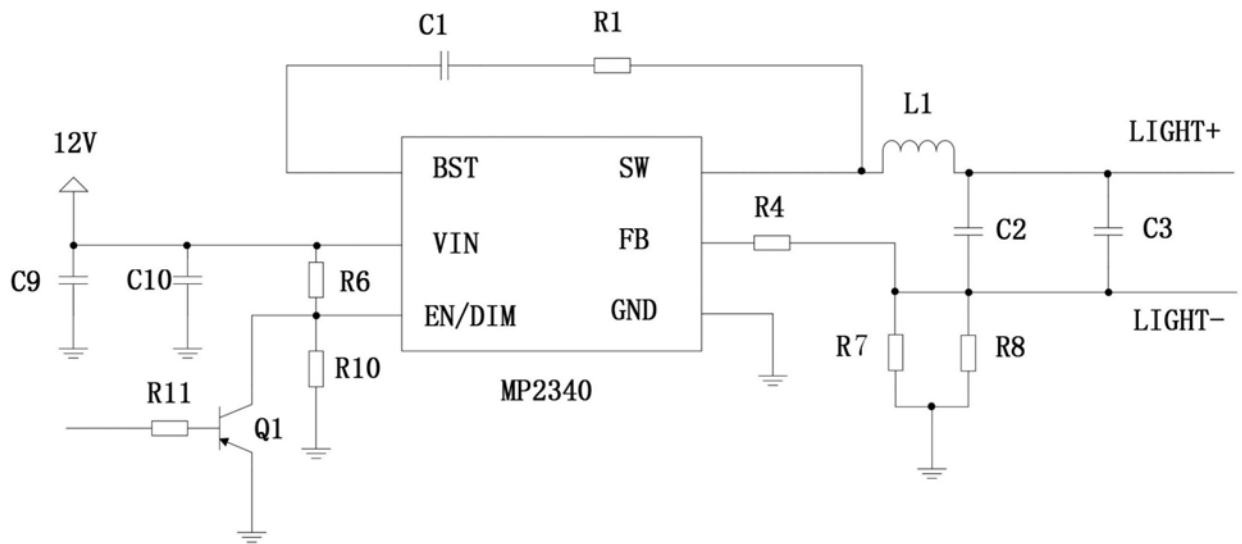 C1
R1
L1
12V
LIGHT+
BST
SW
R4
VIN
FB
C2
C3
C9
C10
R6
EN/DIM
GND
LIGHT-
R7
R8
R10
R11
MP2340
Q1